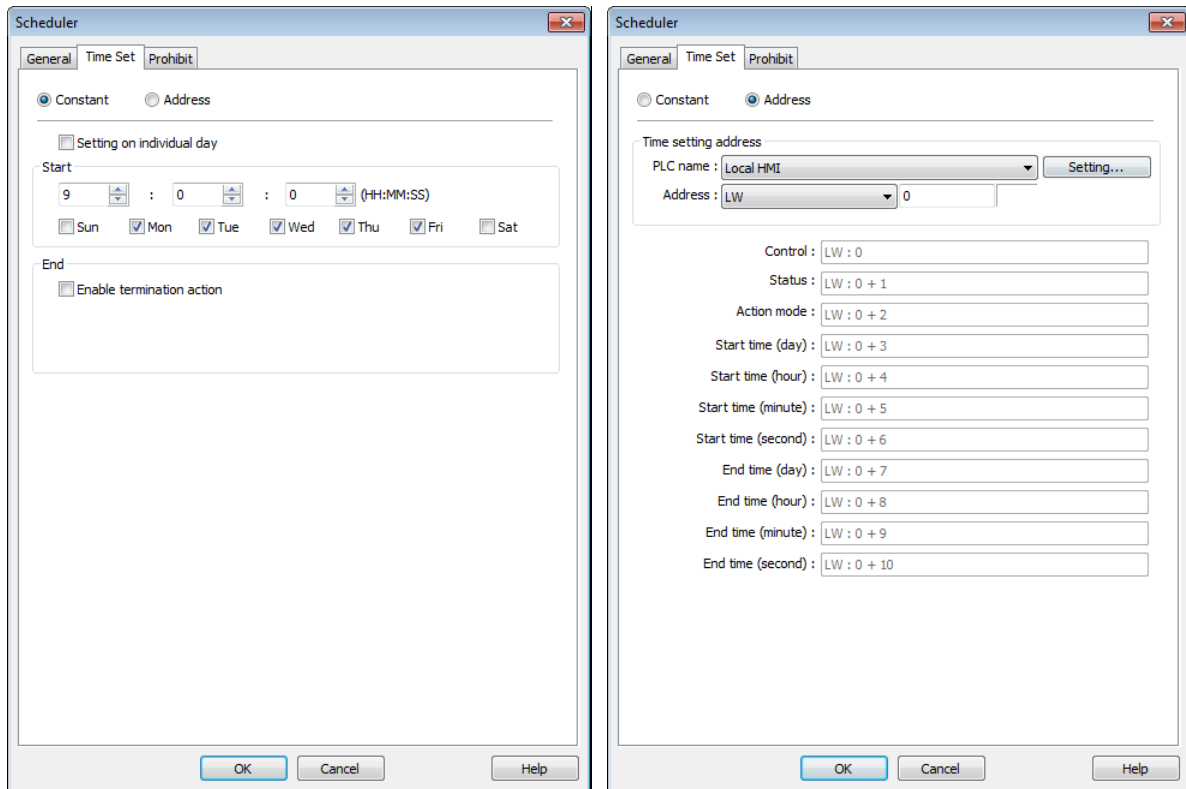 Scheduler
General Time Set Prohibit
Constant Address
Setting on individual day
Start
9 : 0 : 0 (HH:MM:SS)
Sun Mon Tue Wed Thu Fri Sat
End
Enable termination action
OK Cancel Help
Scheduler
General Time Set Prohibit
Constant Address
Time setting address
PLC name : Local HMI Setting...
Address : LW 0
Control : LW : 0
Status : LW : 0 + 1
Action mode : LW : 0 + 2
Start time (day) : LW : 0 + 3
Start time (hour) : LW : 0 + 4
Start time (minute) : LW : 0 + 5
Start time (second) : LW : 0 + 6
End time (day) : LW : 0 + 7
End time (hour) : LW : 0 + 8
End time (minute) : LW : 0 + 9
End time (second) : LW : 0 + 10
OK Cancel Help